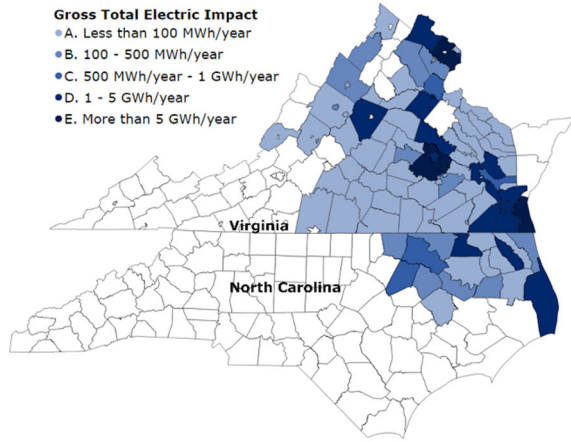 Gross Total Electric Impact
A. Less than 100 MWh/year
B. 100 - 500 MWh/year
C. 500 MWh/year - 1 GWh/year
D. 1 - 5 GWh/year
E. More than 5 GWh/year
Virginia
North Carolina